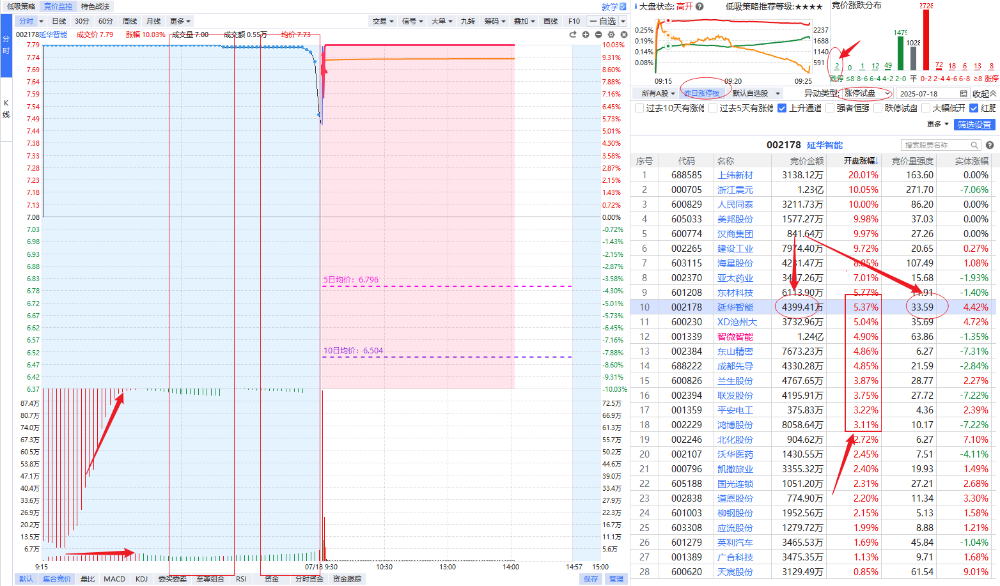 低吸策略 竞价监控 特色战法 教学
分时 日线 30分 60分 周线 月线 更多 交易 信号 大单 九转 筹码 叠加 画线 F10 一自选
002178延华智能 成交价 7.79 涨幅 10.03% 成交量 7.00 成交额 0.55万 均价 7.73
分时
K线
7.79 10.03%
7.74 9.31%
7.69 8.60%
7.64 7.88%
7.59 7.16%
7.54 6.45%
7.49 5.73%
7.44 5.01%
7.38 4.30%
7.33 3.58%
7.28 2.87%
7.23 2.15%
7.18 1.43%
7.13 0.72%
7.08 0.00%
7.03 -0.72%
6.98 -1.43%
6.93 -2.15%
6.88 -2.87%
6.83 -3.58%
6.78 -4.30%
6.72 -5.01%
6.67 -5.73%
6.62 -6.45%
6.57 -7.16%
6.52 -7.88%
6.47 -8.60%
6.42 -9.31%
6.37 -10.03%
5日均价：6.796
10日均价：6.504
87.4万 72.5万
80.7万 66.9万
74.0万 61.3万
67.3万 55.7万
60.5万 50.2万
53.8万 44.6万
47.1万 39.0万
40.4万 33.4万
33.6万 27.9万
26.9万 22.3万
20.2万 16.7万
13.5万 11.1万
6.7万 5.6万
9:15 07/18 9:30 10:30 13:00 14:00 14:57 15:00
默认 集合竞价 量比 MACD KDJ 委买委卖 至尊组合 RSI 资金 分时资金 资金跟踪 保存 管理
大盘状态: 高开 低吸策略推荐等级:★★★★
0.25% 2237
0.19% 1688
0.14% 1140
0.08% 591
09:15 09:20 09:25
竞价涨跌分布
2 0 1 12 49 1479 1028 2728 72 18 6 13 8
跌停 ≤8 8-6 6-4 4-2 2-0 平 0-2 2-4 4-6 6-8 ≥8 涨停
所有A股 昨日涨停板 默认自选股 异动类型: 涨停试盘 2025-07-18 收起
过去10天有涨停 过去5天有涨停 上升通道 强者恒强 跌停试盘 大幅低开 红肥
更多 筛选设置
002178 延华智能 搜索股票名称
序号 代码 名称 竞价金额 开盘涨幅↓ 竞价量强度 实体涨幅
1 688585 上纬新材 3138.12万 20.01% 163.60 0.00%
2 000705 浙江震元 1.23亿 10.05% 271.70 -7.06%
3 600829 人民同泰 3211.73万 10.00% 86.20 0.00%
4 605033 美邦股份 1577.27万 9.98% 37.03 0.00%
5 600774 汉商集团 841.64万 9.97% 27.26 0.00%
6 002265 建设工业 7974.40万 9.72% 20.65 0.27%
7 603115 海星股份 8.85% 107.49 1.08%
8 002370 亚太药业 7.01% 15.68 -1.93%
9 601208 东材科技 6113.90万 5.77% -1.40%
10 002178 延华智能 4399.41万 5.37% 33.59 4.42%
11 600230 XD沧州大 3732.96万 5.04% 35.69 4.72%
12 001339 智微智能 1.24亿 4.90% 63.86 -1.35%
13 002384 东山精密 7673.23万 4.86% 6.27 -7.31%
14 688222 成都先导 4330.28万 4.85% 21.59 -2.84%
15 600826 兰生股份 4767.65万 3.87% 28.77 2.27%
16 002394 联发股份 4195.91万 3.75% 27.72 -7.22%
17 001359 平安电工 375.83万 3.22% 4.36 2.39%
18 002229 鸿博股份 8058.64万 3.11% 10.17 -7.22%
19 002246 北化股份 904.62万 2.72% 6.27 7.10%
20 002107 沃华医药 1430.55万 2.45% 7.51 -4.11%
21 000796 凯撒旅业 3355.32万 2.40% 19.93 1.49%
22 605188 国光连锁 1051.20万 2.31% 27.21 2.68%
23 002838 道恩股份 774.90万 2.20% 11.34 3.30%
24 601003 柳钢股份 1952.56万 2.15% 5.13 1.58%
25 603308 应流股份 1279.72万 1.99% 8.88 1.21%
26 601279 英利汽车 3465.53万 1.69% 45.84 -1.04%
27 001389 广合科技 3475.35万 1.13% 9.71 1.68%
28 600620 天宸股份 3129.49万 0.85% 61.54 9.01%